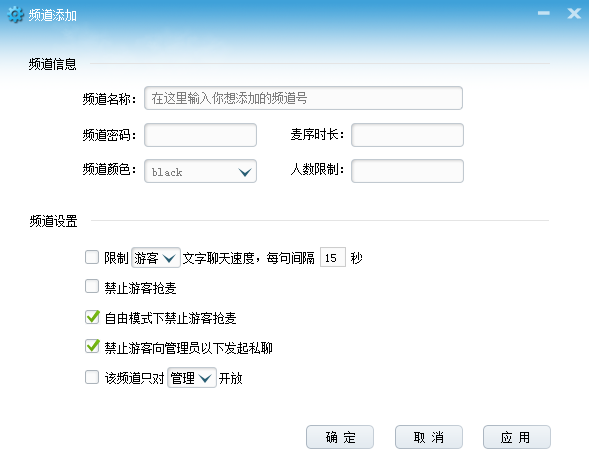 频道添加
频道信息
频道名称： 在这里输入你想添加的频道号
频道密码： 麦序时长：
频道颜色： black 人数限制：
频道设置
限制 游客 文字聊天速度，每句间隔 15 秒
禁止游客抢麦
自由模式下禁止游客抢麦
禁止游客向管理员以下发起私聊
该频道只对 管理 开放
确 定 取 消 应 用